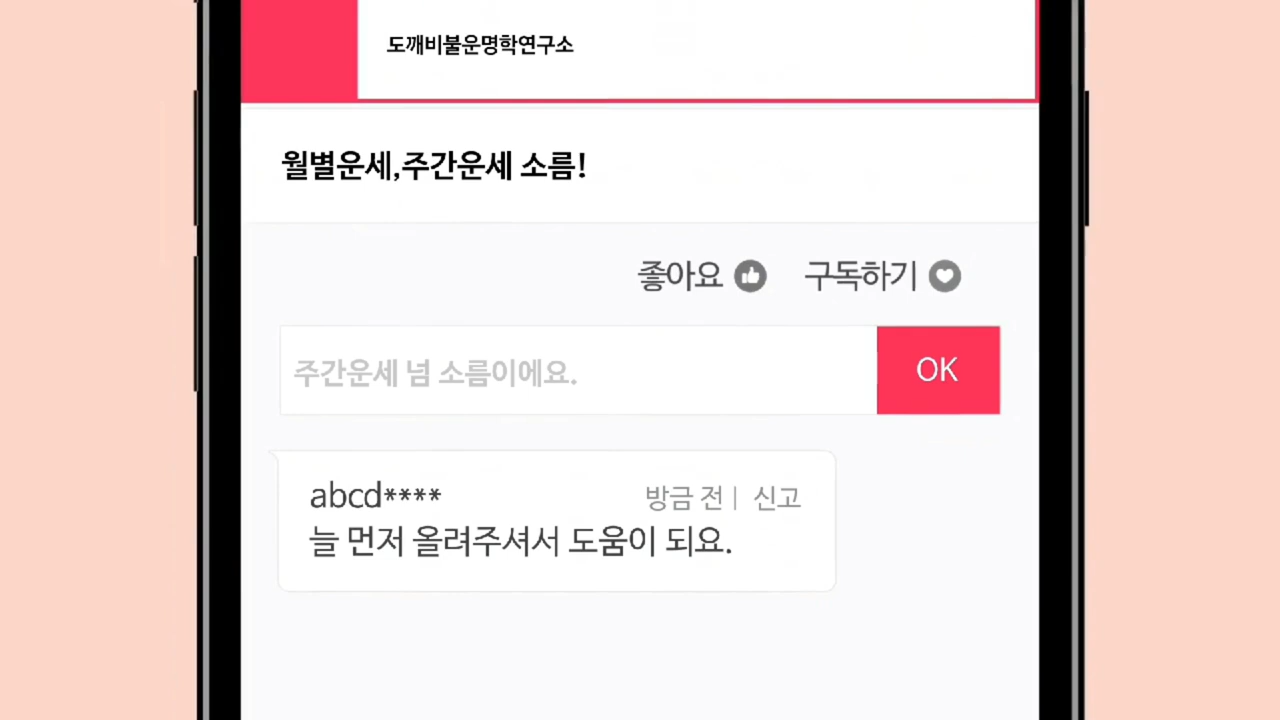 도깨비불운명학연구소
월별운세,주간운세 소름!
좋아요 구독하기
주간운세 넘 소름이에요.
OK
abcd**** 방금 전 | 신고
늘 먼저 올려주셔서 도움이 되요.